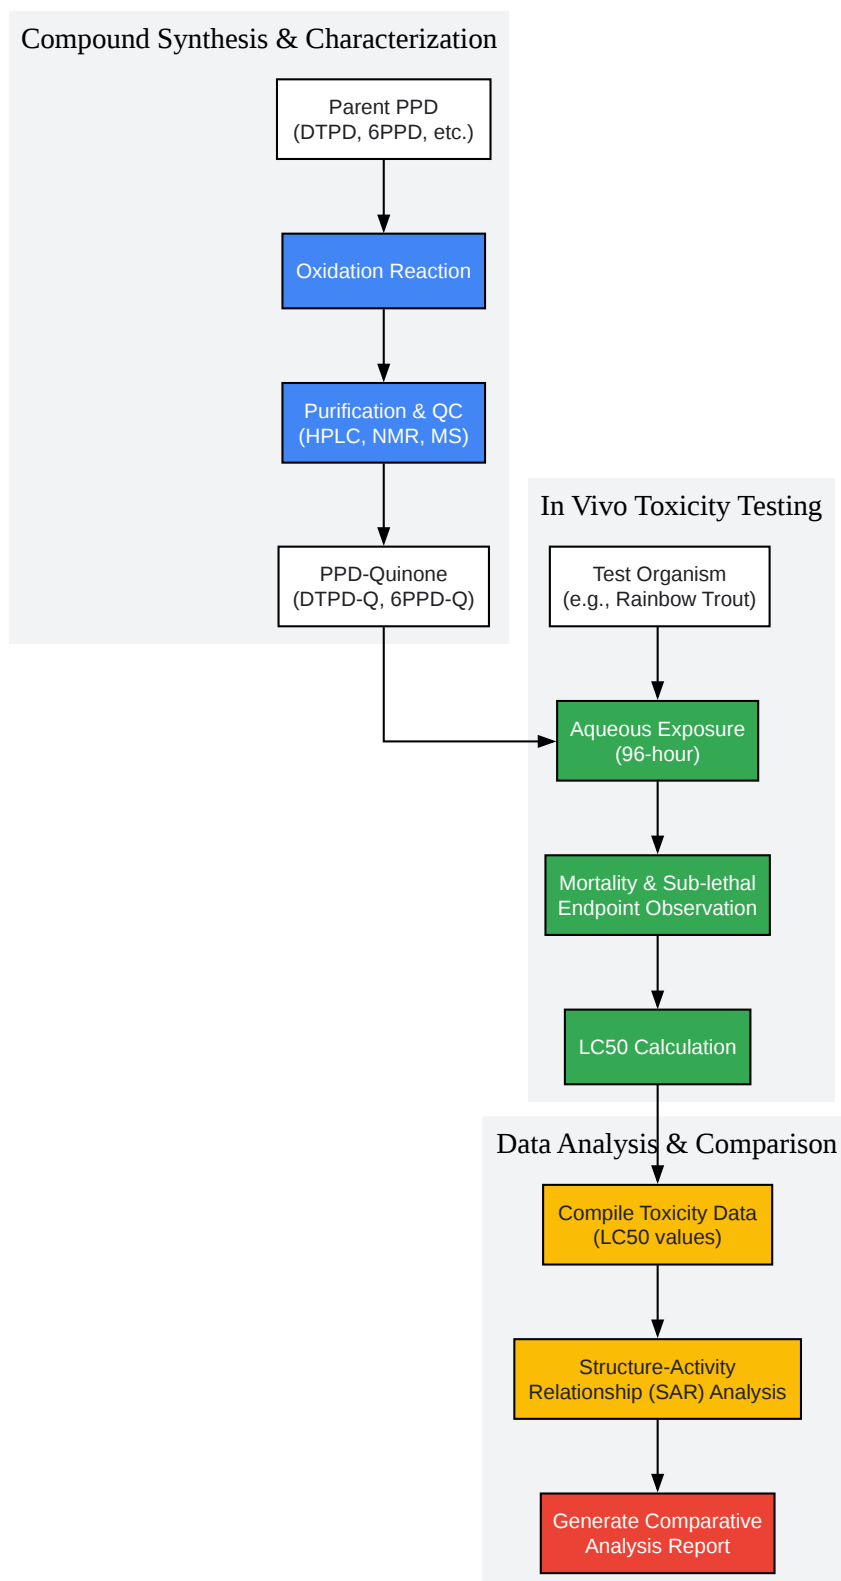 Compound Synthesis & Characterization
Parent PPD
(DTPD, 6PPD, etc.)
Oxidation Reaction
Purification & QC
(HPLC, NMR, MS)
PPD-Quinone
(DTPD-Q, 6PPD-Q)
In Vivo Toxicity Testing
Test Organism
(e.g., Rainbow Trout)
Aqueous Exposure
(96-hour)
Mortality & Sub-lethal
Endpoint Observation
LC50 Calculation
Data Analysis & Comparison
Compile Toxicity Data
(LC50 values)
Structure-Activity
Relationship (SAR) Analysis
Generate Comparative
Analysis Report